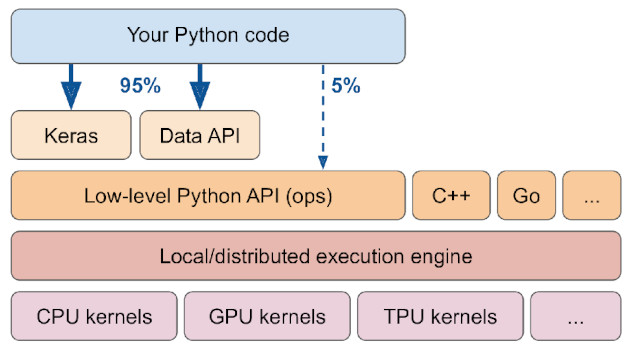 Your Python code
95%
5%
Keras
Data API
Low-level Python API (ops)
C++
Go
...
Local/distributed execution engine
CPU kernels
GPU kernels
TPU kernels
...